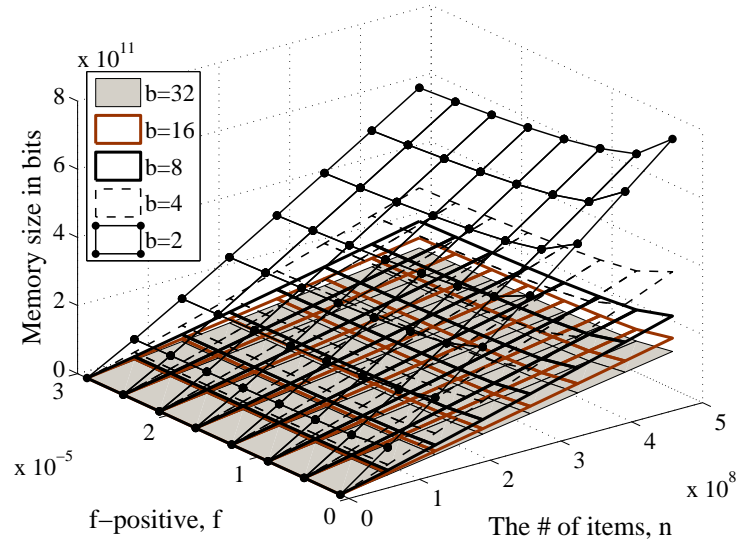 x 10^11
8
6
4
2
0
Memory size in bits
b=32
b=16
b=8
b=4
b=2
3
2
1
0
x 10^-5
f−positive, f
0
1
2
3
4
5
x 10^8
The # of items, n